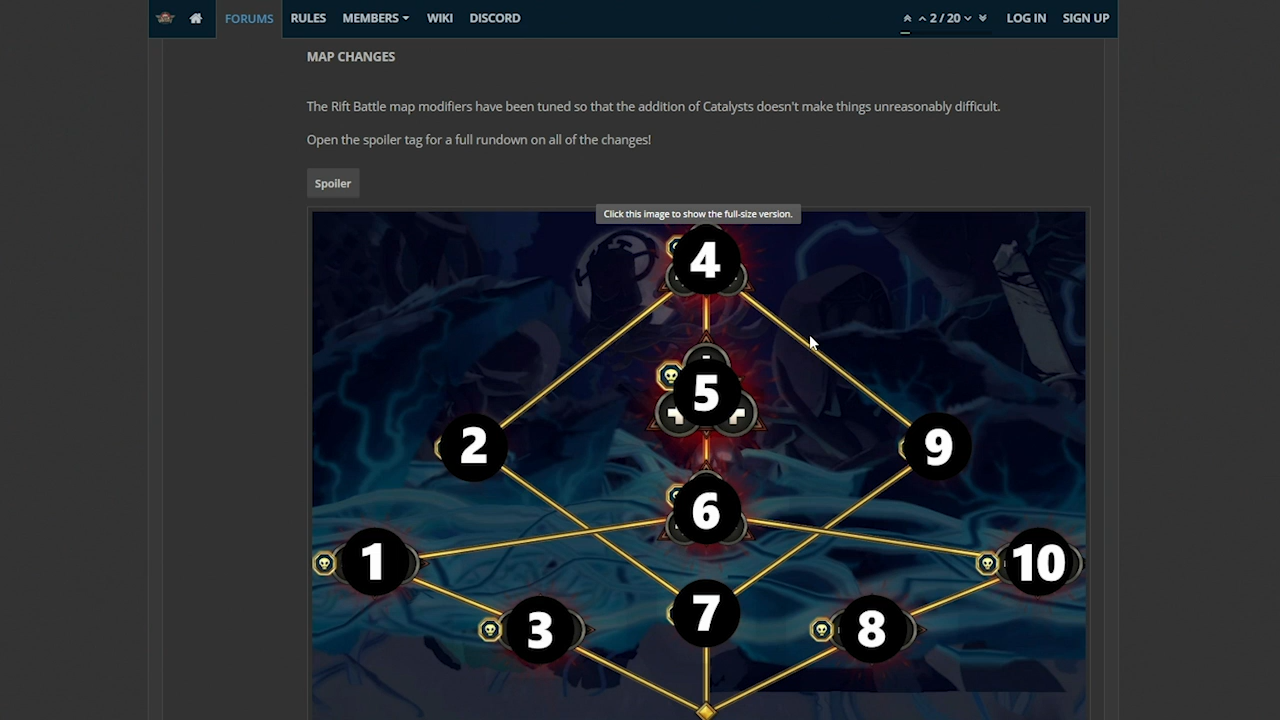 FORUMS RULES MEMBERS WIKI DISCORD 2 / 20 LOG IN SIGN UP
MAP CHANGES
The Rift Battle map modifiers have been tuned so that the addition of Catalysts doesn't make things unreasonably difficult.
Open the spoiler tag for a full rundown on all of the changes!
Spoiler
Click this image to show the full-size version.
4
5
2
9
6
1
10
7
3
8